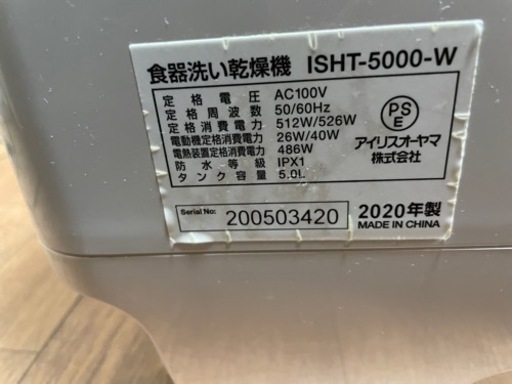 食器洗い乾燥機 ISHT-5000-W
定格電圧 AC100V
定格周波数 50/60Hz
定格消費電力 512W/526W
電動機定格消費電力 26W/40W
電熱装置定格消費電力 486W
防水等級 IPX1
タンク容量 5.0L
PSE
アイリスオーヤマ
株式会社
Serial No: 200503420
2020年製
MADE IN CHINA